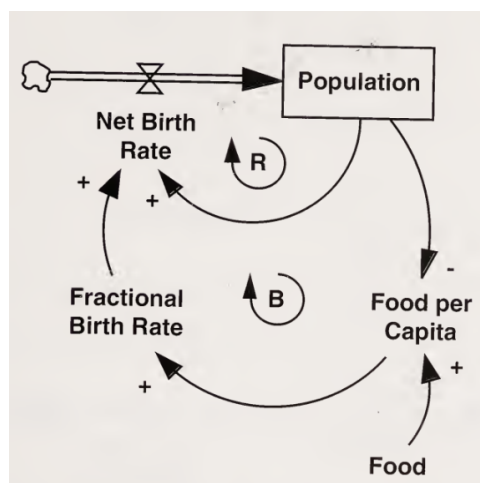 Population
Net Birth
Rate
R
+
+
-
Fractional
Birth Rate
B
Food per
Capita
+
+
Food